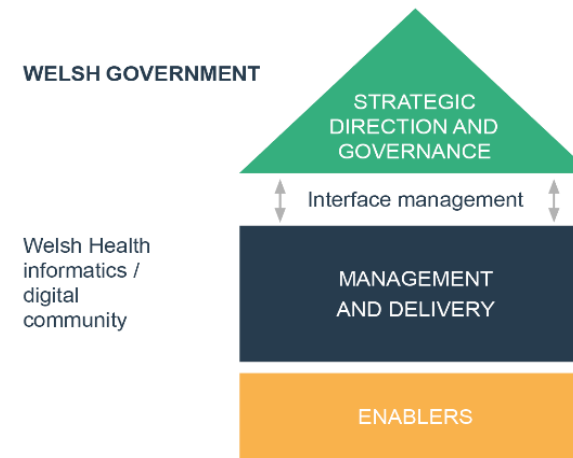 WELSH GOVERNMENT
STRATEGIC
DIRECTION AND
GOVERNANCE
Interface management
Welsh Health
informatics /
digital
community
MANAGEMENT
AND DELIVERY
ENABLERS